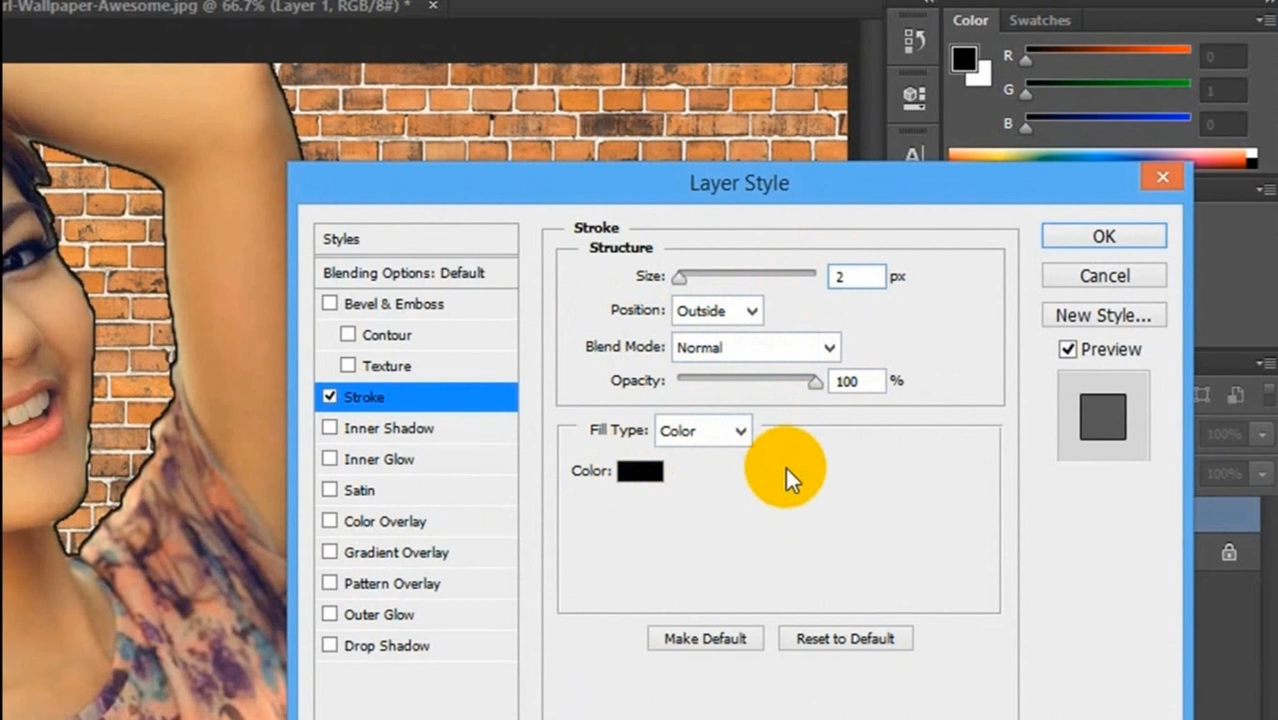 rl-Wallpaper-Awesome.jpg @ 66.7% (Layer 1, RGB/8#) *
Color Swatches
R 0
G 1
B 0
Layer Style
Styles
Blending Options: Default
Bevel & Emboss
Contour
Texture
Stroke
Inner Shadow
Inner Glow
Satin
Color Overlay
Gradient Overlay
Pattern Overlay
Outer Glow
Drop Shadow
Stroke
Structure
Size: 2 px
Position: Outside
Blend Mode: Normal
Opacity: 100 %
Fill Type: Color
Color:
Make Default Reset to Default
OK
Cancel
New Style...
Preview
100%
100%